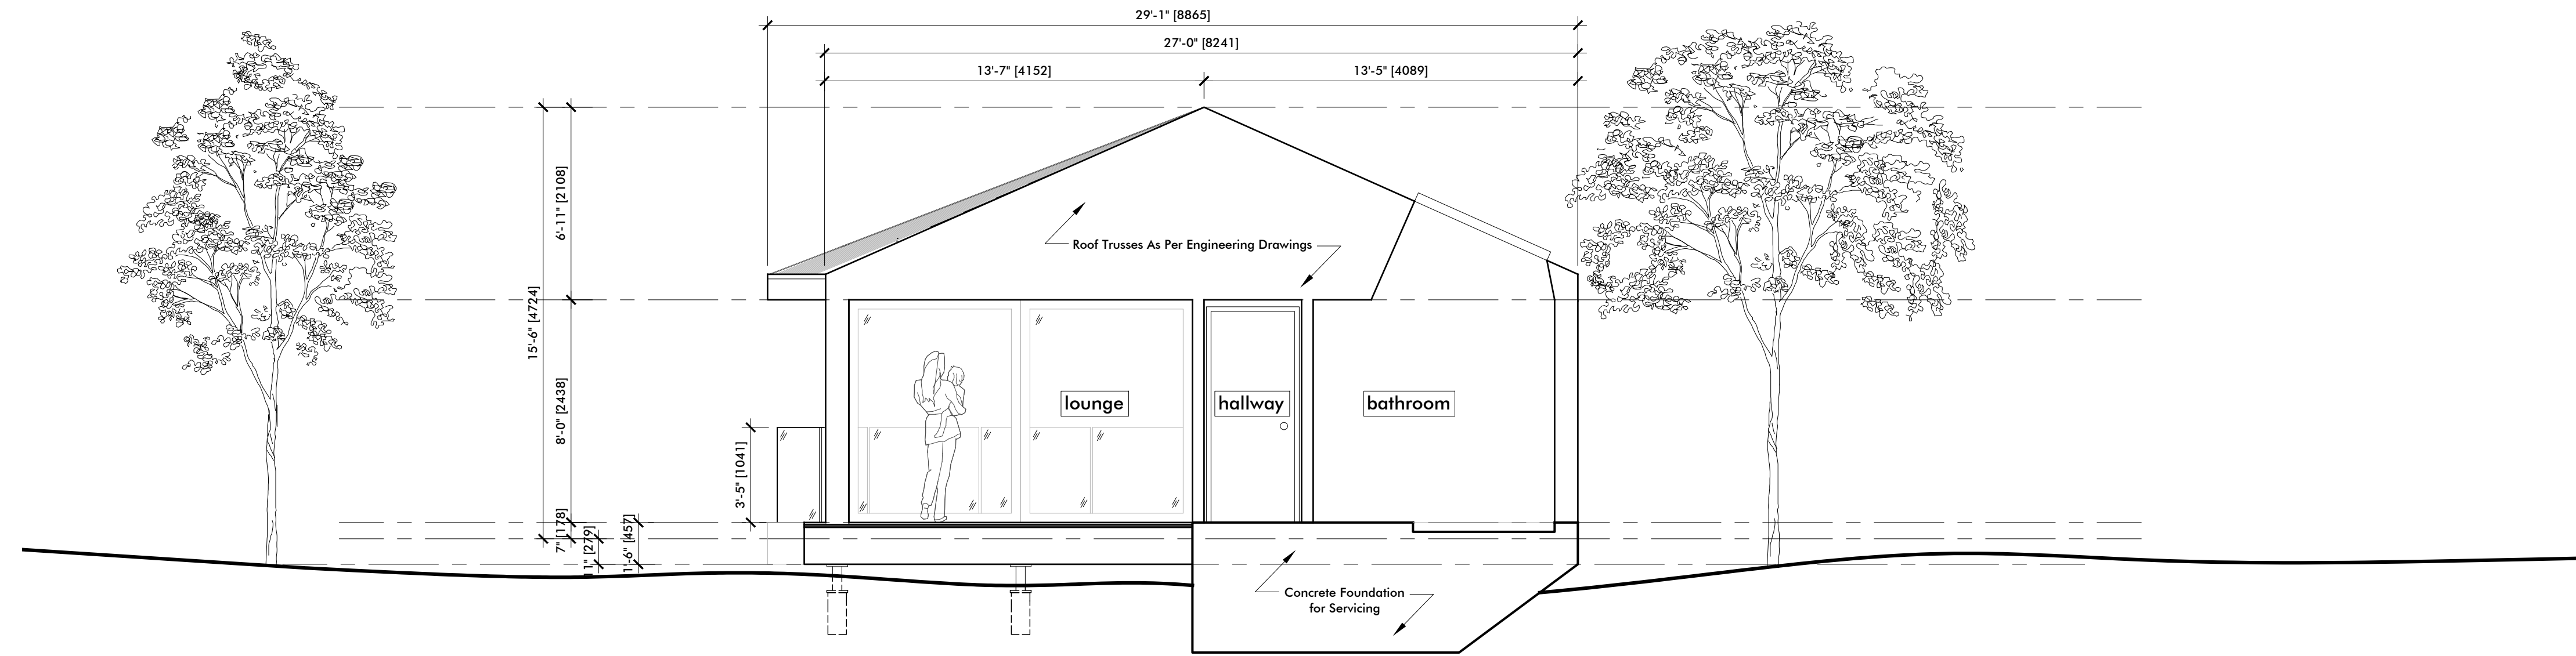 29'-1" [8865]
27'-0" [8241]
13'-7" [4152]
13'-5" [4089]
6'-11" [2108]
Roof Trusses As Per Engineering Drawings
15'-6" [4724]
8'-0" [2438]
lounge
hallway
bathroom
3'-5" [1041]
7" [178]
11" [279]
1'-6" [457]
Concrete Foundation
for Servicing